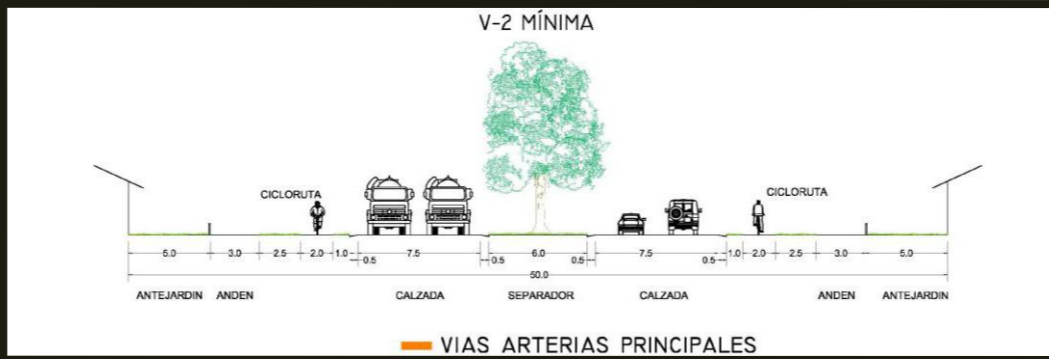 V-2 MÍNIMA
CICLORUTA
CICLORUTA
5.0 3.0 2.5 2.0 1.0 0.5 7.5 0.5 6.0 0.5 7.5 0.5 1.0 2.0 2.5 3.0 5.0
50.0
ANTEJARDIN ANDEN CALZADA SEPARADOR CALZADA ANDEN ANTEJARDIN
VIAS ARTERIAS PRINCIPALES